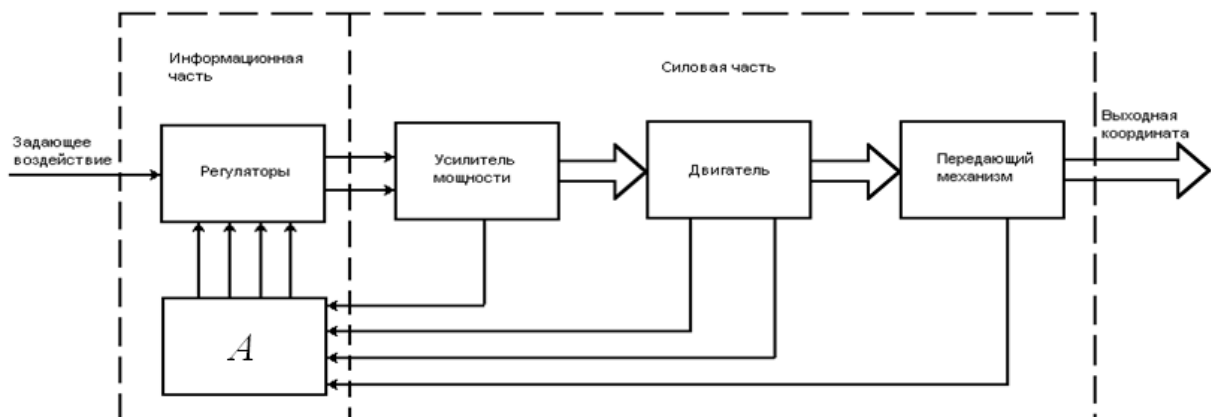 Информационная
часть
Силовая часть
Задающее
воздействие
Регуляторы
Усилитель
мощности
Двигатель
Передающий
механизм
Выходная
координата
A